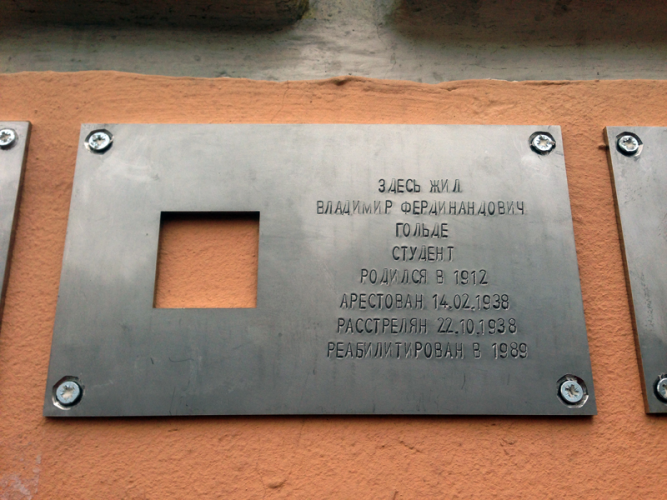 ЗДЕСЬ ЖИЛ
ВЛАДИМИР ФЕРДИНАНДОВИЧ
ГОЛЬДЕ
СТУДЕНТ
РОДИЛСЯ В 1912
АРЕСТОВАН 14.02.1938
РАССТРЕЛЯН 22.10.1938
РЕАБИЛИТИРОВАН В 1989